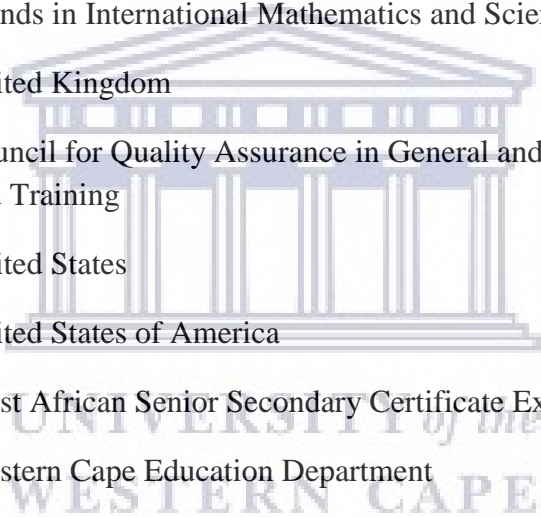 nds in International Mathematics and Scien
ited Kingdom
uncil for Quality Assurance in General and
Training
ited States
ited States of America
st African Senior Secondary Certificate Ex
UNIVERSITY of the
stern Cape Education Department
WESTERN CAPE